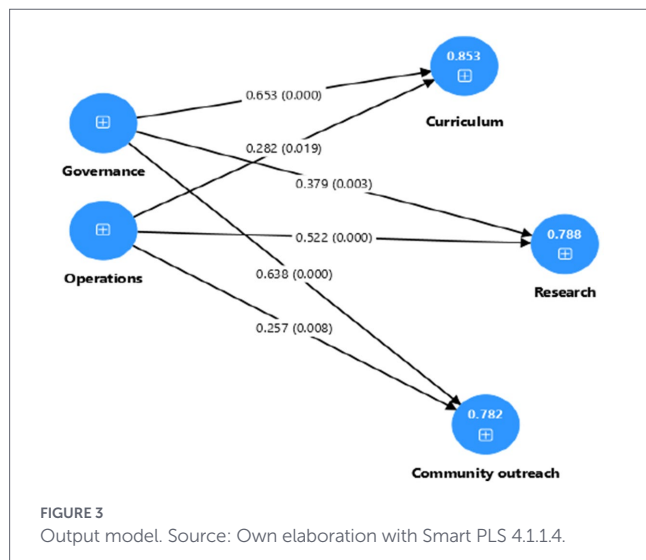 0.853
Curriculum
0.653 (0.000)
Governance
0.282 (0.019)
0.379 (0.003)
Operations
0.522 (0.000)
0.788
Research
0.638 (0.000)
0.257 (0.008)
0.782
Community outreach
FIGURE 3
Output model. Source: Own elaboration with Smart PLS 4.1.1.4.